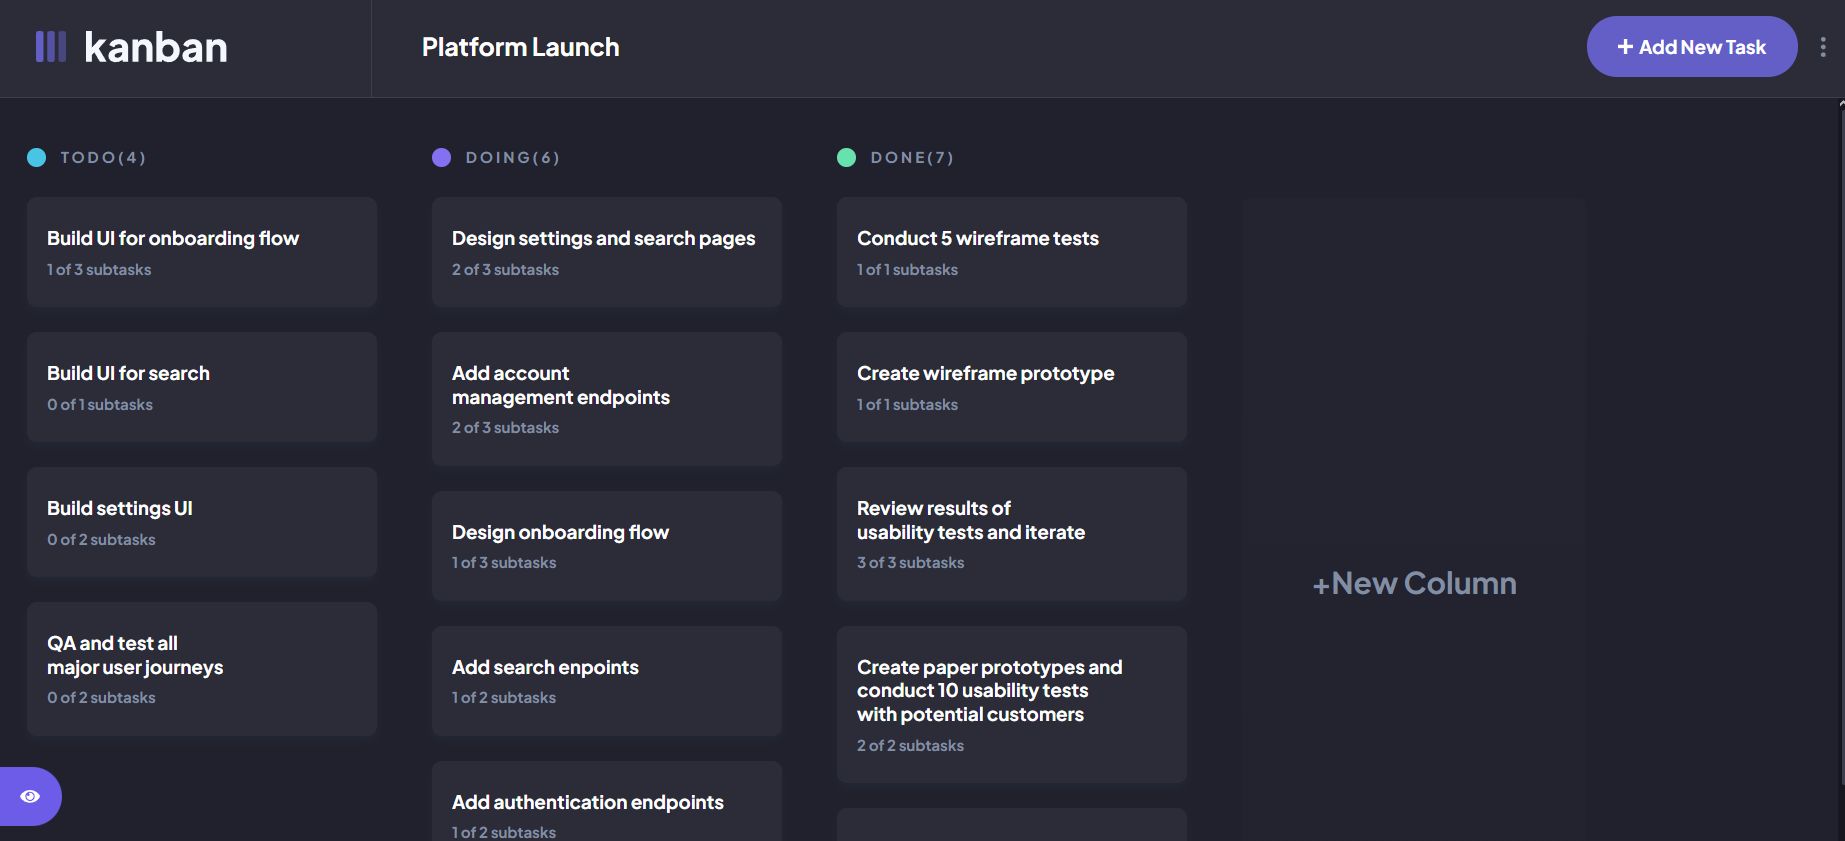 kanban
Platform Launch
+ Add New Task
TODO(4)
Build UI for onboarding flow
1 of 3 subtasks
Build UI for search
0 of 1 subtasks
Build settings UI
0 of 2 subtasks
QA and test all
major user journeys
0 of 2 subtasks
DOING(6)
Design settings and search pages
2 of 3 subtasks
Add account
management endpoints
2 of 3 subtasks
Design onboarding flow
1 of 3 subtasks
Add search enpoints
1 of 2 subtasks
Add authentication endpoints
1 of 2 subtasks
DONE(7)
Conduct 5 wireframe tests
1 of 1 subtasks
Create wireframe prototype
1 of 1 subtasks
Review results of
usability tests and iterate
3 of 3 subtasks
Create paper prototypes and
conduct 10 usability tests
with potential customers
2 of 2 subtasks
+New Column